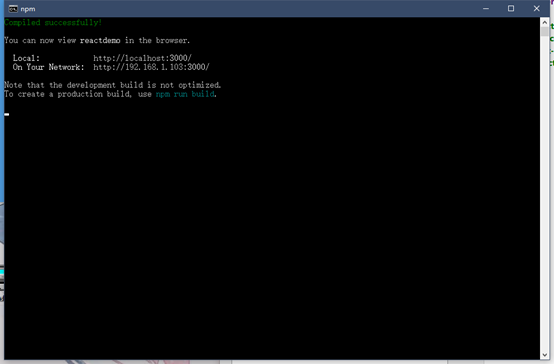 npm
Compiled successfully!
You can now view reactdemo in the browser.
Local: http://localhost:3000/
On Your Network: http://192.168.1.103:3000/
Note that the development build is not optimized.
To create a production build, use npm run build.